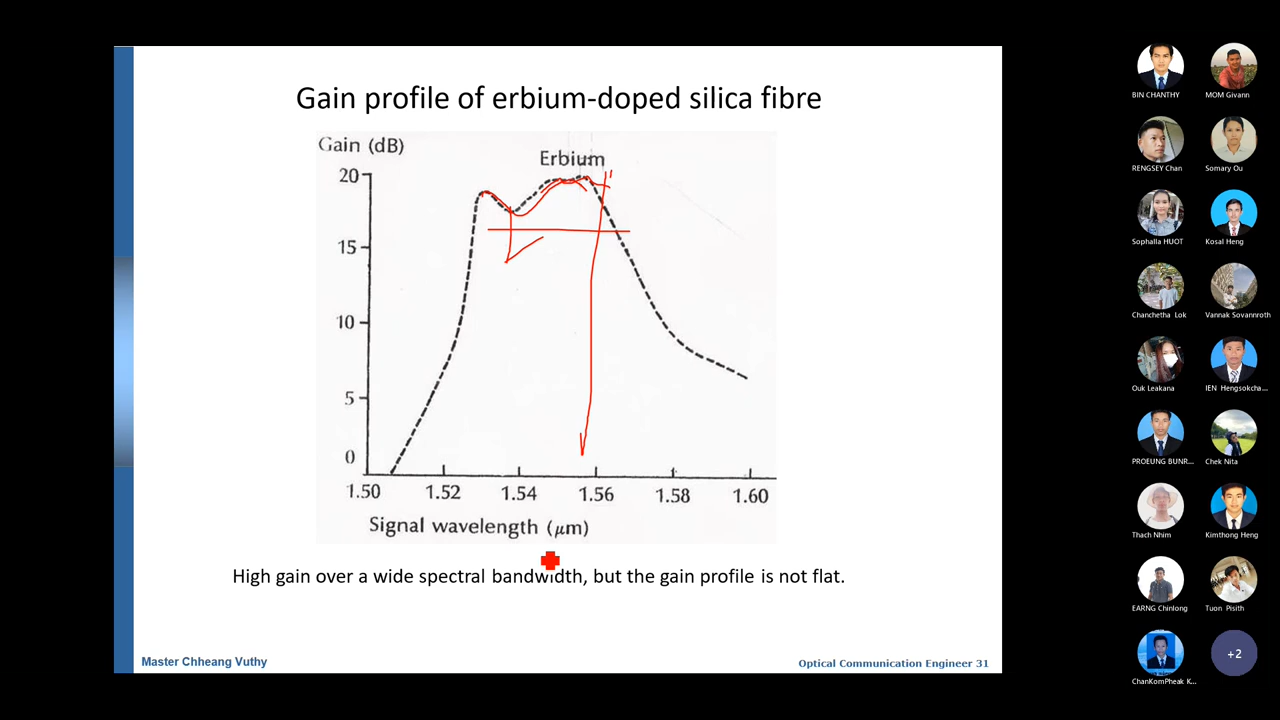 Gain profile of erbium-doped silica fibre
Gain (dB)
Erbium
20
15
10
5
0
1.50 1.52 1.54 1.56 1.58 1.60
Signal wavelength (μm)
High gain over a wide spectral bandwidth, but the gain profile is not flat.
Master Chheang Vuthy
Optical Communication Engineer 31
BIN CHANTHY
MOM Givann
RENGSEY Chan
Somary Ou
Sophalla HUOT
Kosal Heng
Chanchetha Lok
Vannak Sovannroth
Ouk Leakana
IEN Hengsokcha...
PROEUNG BUNR...
Chek Nita
Thach Nhim
Kimthong Heng
EARNG Chinlong
Tuon Pisith
ChanKomPheak K...
+2